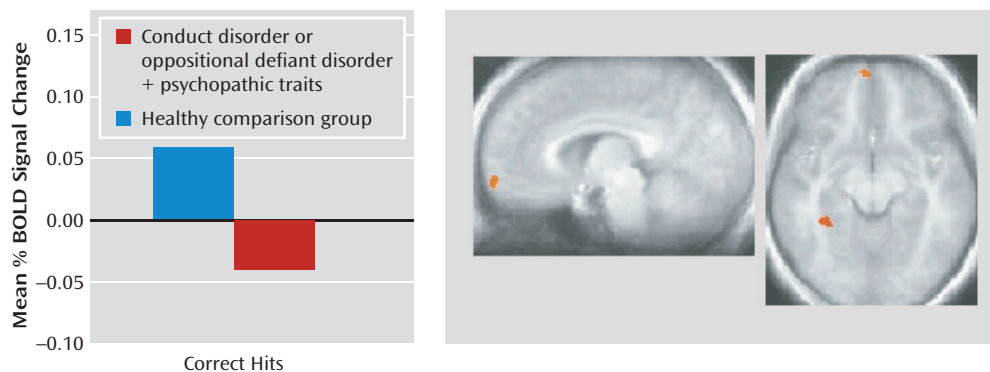 Mean % BOLD Signal Change
0.15
0.10
0.05
0.00
−0.05
−0.10
Conduct disorder or
oppositional defiant disorder
+ psychopathic traits
Healthy comparison group
Correct Hits